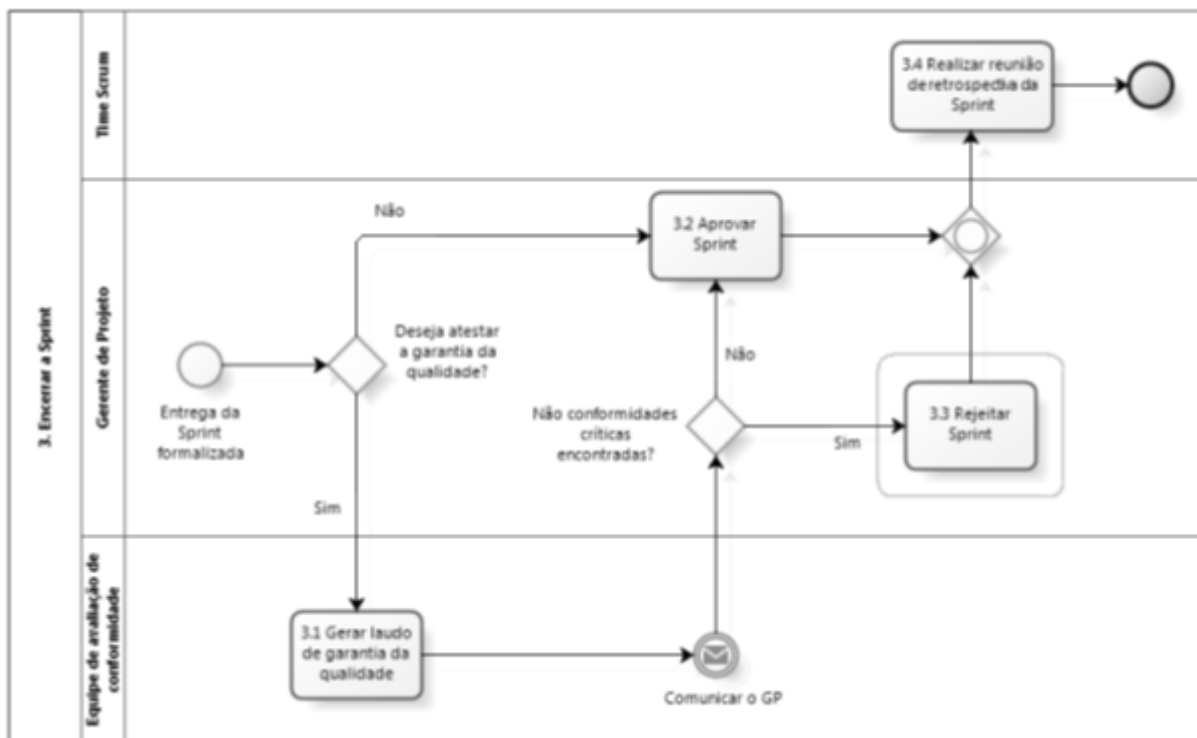 3. Encerrar a Sprint
Time Scrum
3.4 Realizar reunião
de retrospectiva da
Sprint
Gerente de Projeto
Não
3.2 Aprovar
Sprint
Deseja atestar
a garantia da
qualidade?
Entrega da
Sprint
formalizada
Não
Não conformidades
críticas
encontradas?
Sim
3.3 Rejeitar
Sprint
Sim
Equipe de avaliação de
conformidade
3.1 Gerar laudo
de garantia da
qualidade
Comunicar o GP